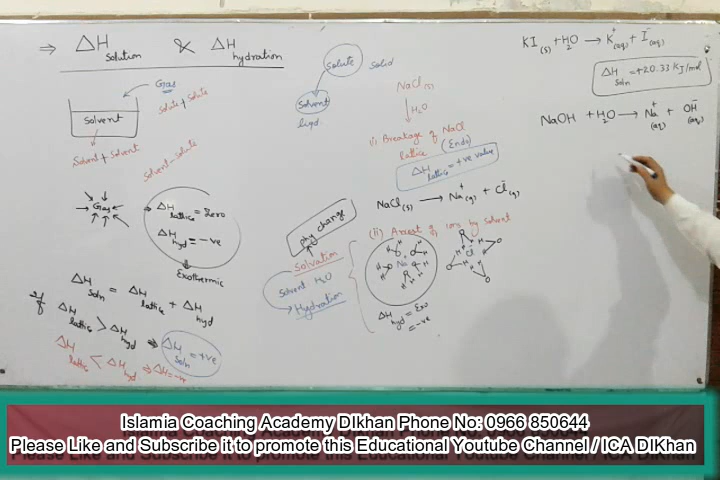 ⇒ ΔH solution & ΔH hydration
Gas
Solute + Solute
Solvent
Solvent + Solvent
Solvent - Solute
Gas
⇒ ΔH lattice = Zero
ΔH hyd = -ve
Exothermic
ΔH Soln = ΔH lattice + ΔH hyd
If ΔH lattice > ΔH hyd ⇒ ΔH Soln = +ve
ΔH lattice < ΔH hyd ⇒ ΔH = -ve
Solute Solid
Solvent
liqd
phy change
Solvation
Solvent H2O
Hydration
NaCl(s)
↓ H2O
(i) Breakage of NaCl
lattice (Endo)
ΔH lattice = +ve value
NaCl(s) → Na+(g) + Cl-(g)
(ii) Arrest of ions by Solvent
Na
Cl
ΔH hyd = Exo
= -ve
KI(s) + H2O → K+(aq) + I-(aq)
ΔH Soln = +20.33 KJ/mol
NaOH + H2O → Na+(aq) + OH-(aq)
Islamia Coaching Academy DIkhan Phone No: 0966 850644
Please Like and Subscribe it to promote this Educational Youtube Channel / ICA DIKhan